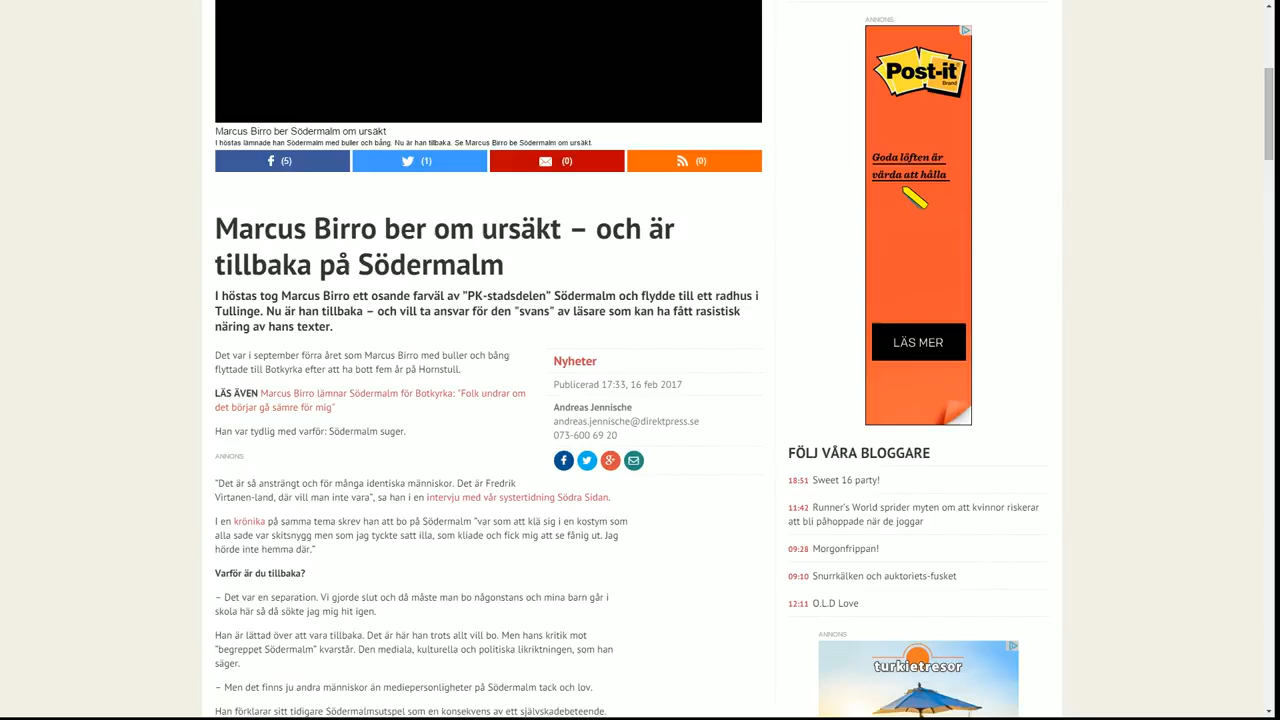 Marcus Birro ber Södermalm om ursäkt
I höstas lämnade han Södermalm med buller och bång. Nu är han tillbaka. Se Marcus Birro be Södermalm om ursäkt.
(5)
(1)
(0)
(0)
Marcus Birro ber om ursäkt – och är
tillbaka på Södermalm
I höstas tog Marcus Birro ett osande farväl av "PK-stadsdelen" Södermalm och flydde till ett radhus i
Tullinge. Nu är han tillbaka – och vill ta ansvar för den "svans" av läsare som kan ha fått rasistisk
näring av hans texter.
Det var i september förra året som Marcus Birro med buller och bång
flyttade till Botkyrka efter att ha bott fem år på Hornstull.
LÄS ÄVEN Marcus Birro lämnar Södermalm för Botkyrka: "Folk undrar om
det börjar gå sämre för mig"
Han var tydlig med varför: Södermalm suger.
ANNONS
"Det är så ansträngt och för många identiska människor. Det är Fredrik
Virtanen-land, där vill man inte vara", sa han i en intervju med vår systertidning Södra Sidan.
I en krönika på samma tema skrev han att bo på Södermalm "var som att klä sig i en kostym som
alla sade var skitsnygg men som jag tyckte satt illa, som kliade och fick mig att se fånig ut. Jag
hörde inte hemma där."
Varför är du tillbaka?
– Det var en separation. Vi gjorde slut och då måste man bo någonstans och mina barn går i
skola här så då sökte jag mig hit igen.
Han är lättad över att vara tillbaka. Det är här han trots allt vill bo. Men hans kritik mot
"begreppet Södermalm" kvarstår. Den mediala, kulturella och politiska likriktningen, som han
säger.
– Men det finns ju andra människor än mediepersonligheter på Södermalm tack och lov.
Han förklarar sitt tidigare Södermalmsutspel som en konsekvens av ett självskadebeteende.
Nyheter
Publicerad 17:33, 16 feb 2017
Andreas Jennische
andreas.jennische@direktpress.se
073-600 69 20
ANNONS
Post-it
Brand
Goda löften är
värda att hålla
LÄS MER
FÖLJ VÅRA BLOGGARE
18:51 Sweet 16 party!
11:42 Runner's World sprider myten om att kvinnor riskerar
att bli påhoppade när de joggar
09:28 Morgonfrippan!
09:10 Snurrkälken och auktoriets-fusket
12:11 O.L.D Love
ANNONS
turkietresor